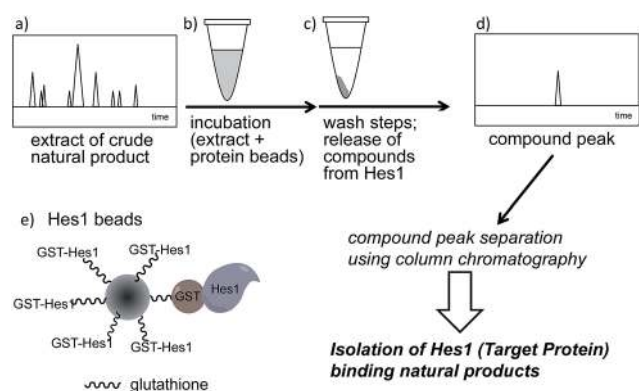 a)
b)
c)
d)
time
time
extract of crude
natural product
incubation
(extract +
protein beads)
wash steps;
release of
compounds
from Hes1
compound peak
e) Hes1 beads
GST-Hes1
GST-Hes1
GST-Hes1
GST-Hes1
GST-Hes1
GST
Hes1
glutathione
compound peak separation
using column chromatography
Isolation of Hes1 (Target Protein)
binding natural products